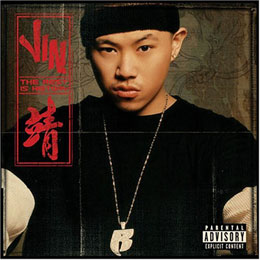 JIN
THE REST
IS HISTORY
靖
PARENTAL
ADVISORY
EXPLICIT CONTENT